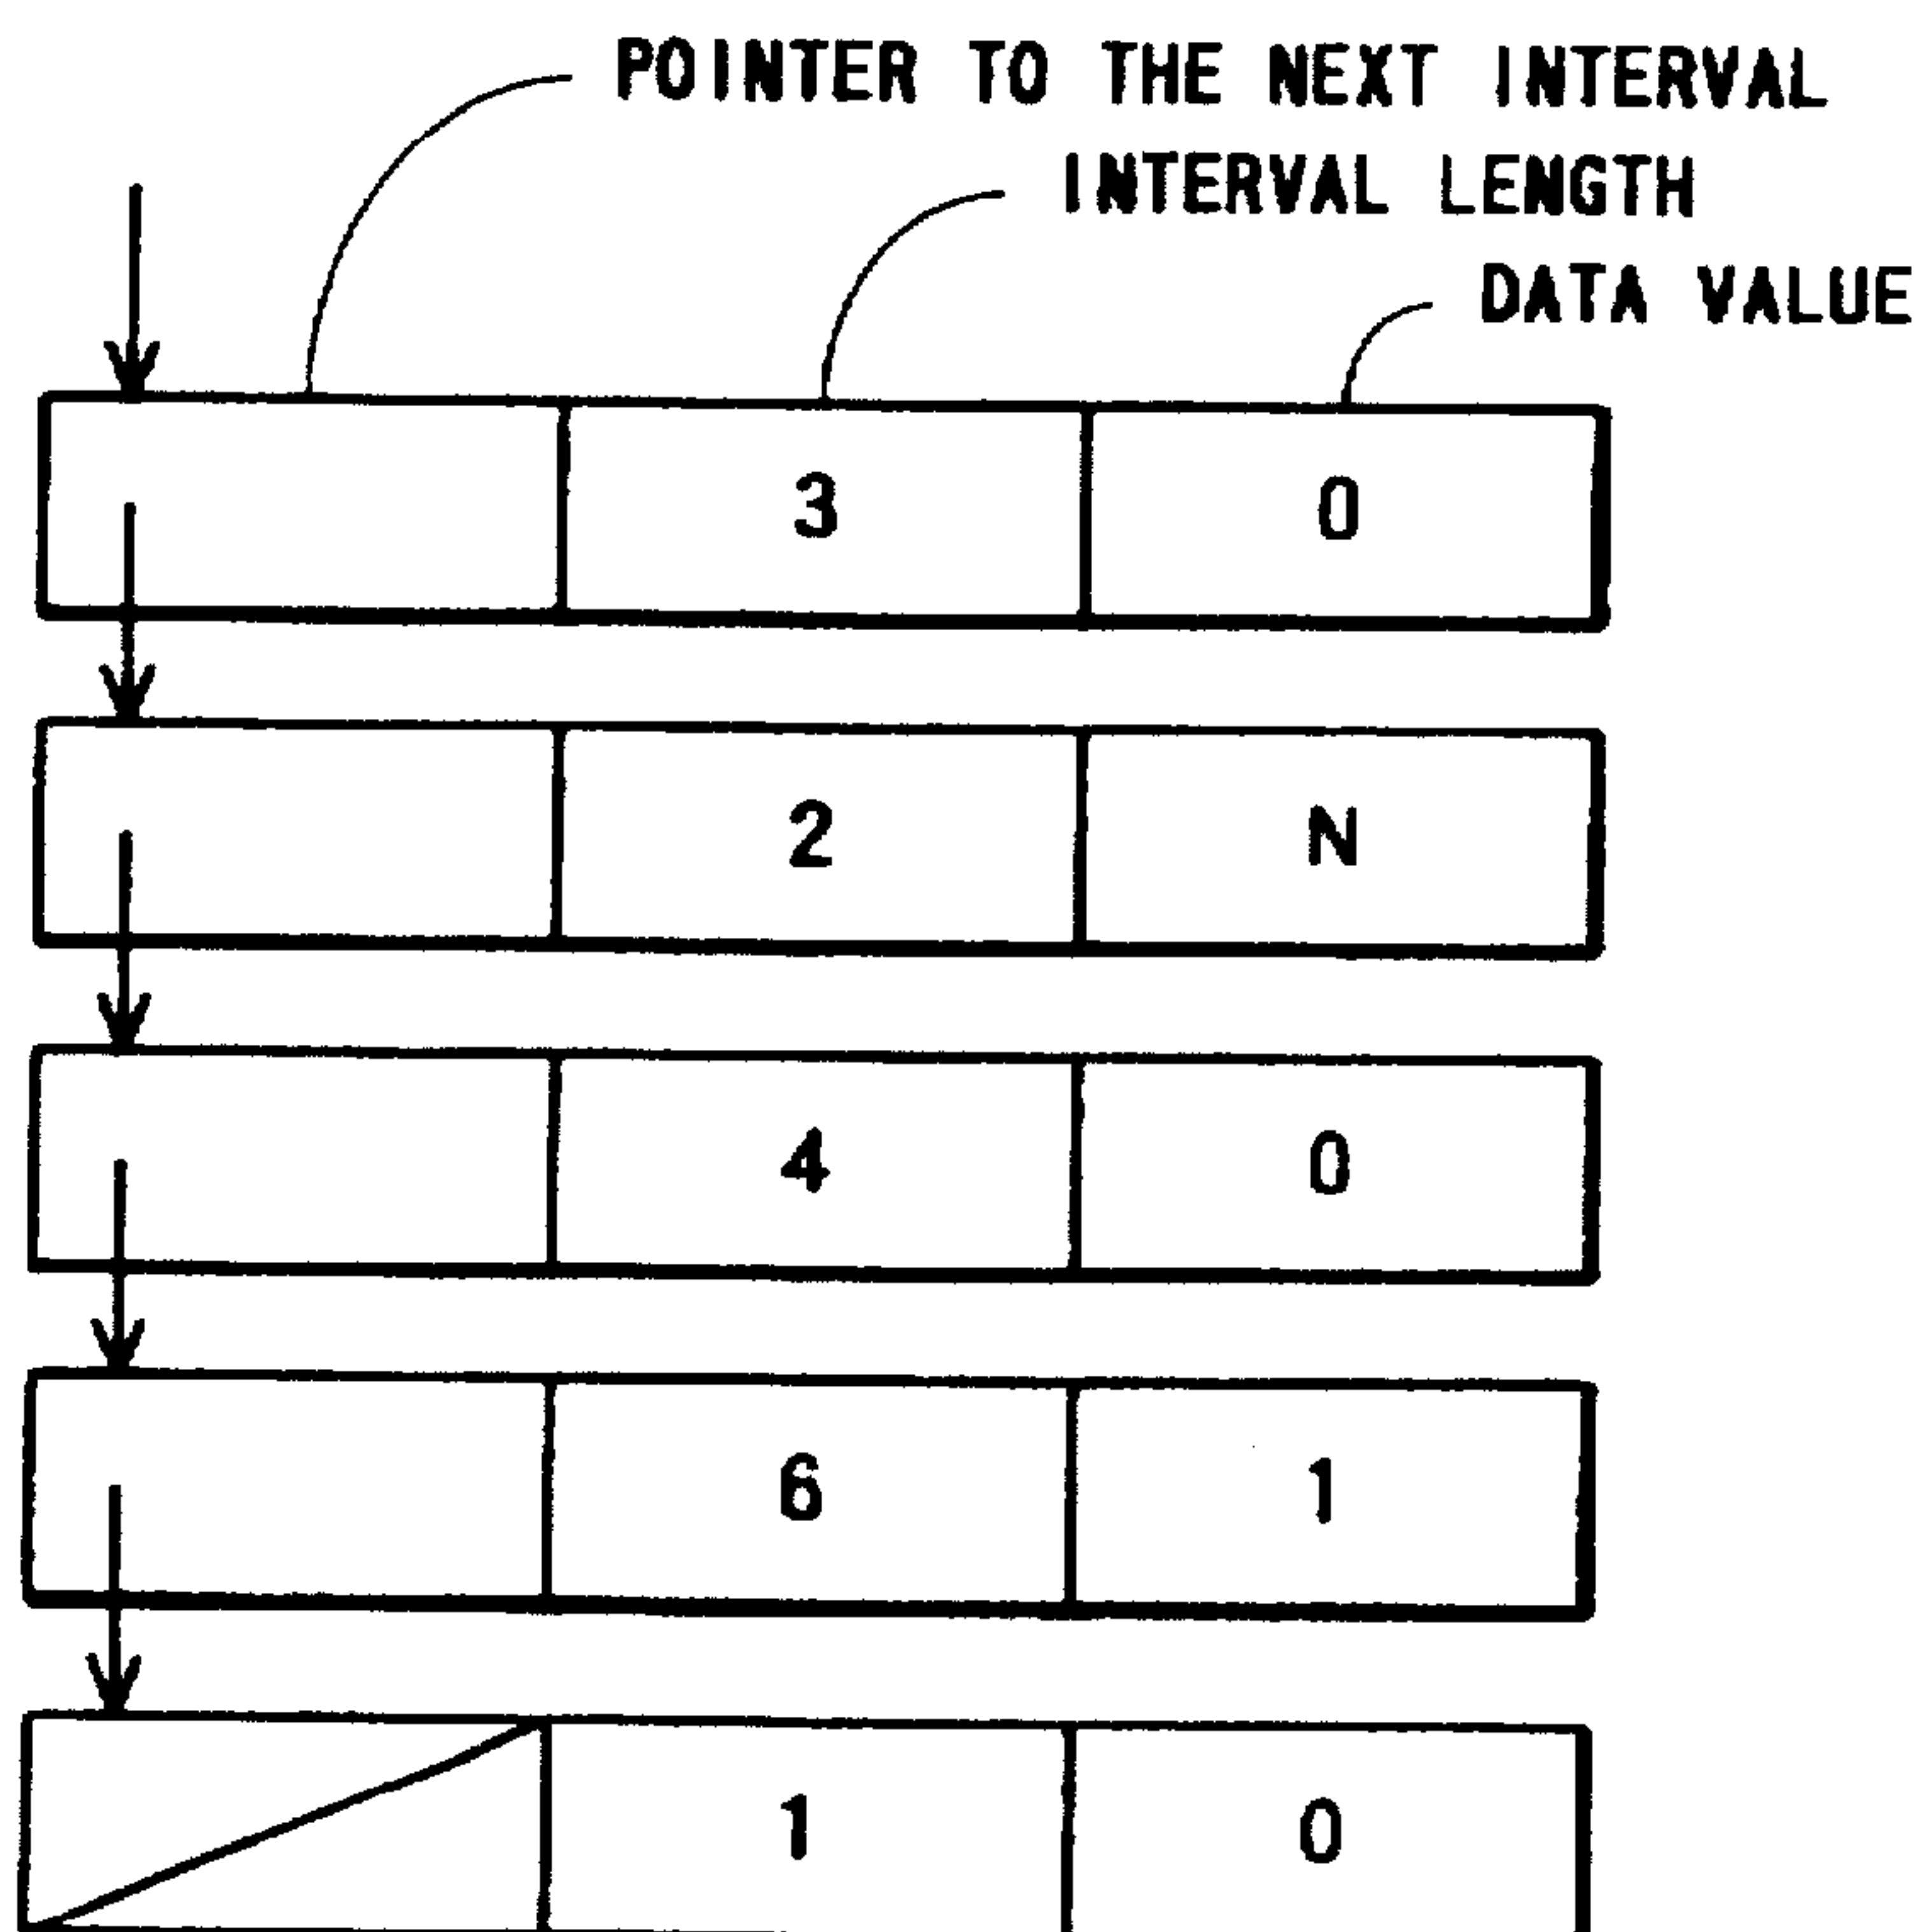 POINTER TO THE NEXT INTERVAL
INTERVAL LENGTH
DATA VALUE
3 0
2 N
4 0
6 1
1 0